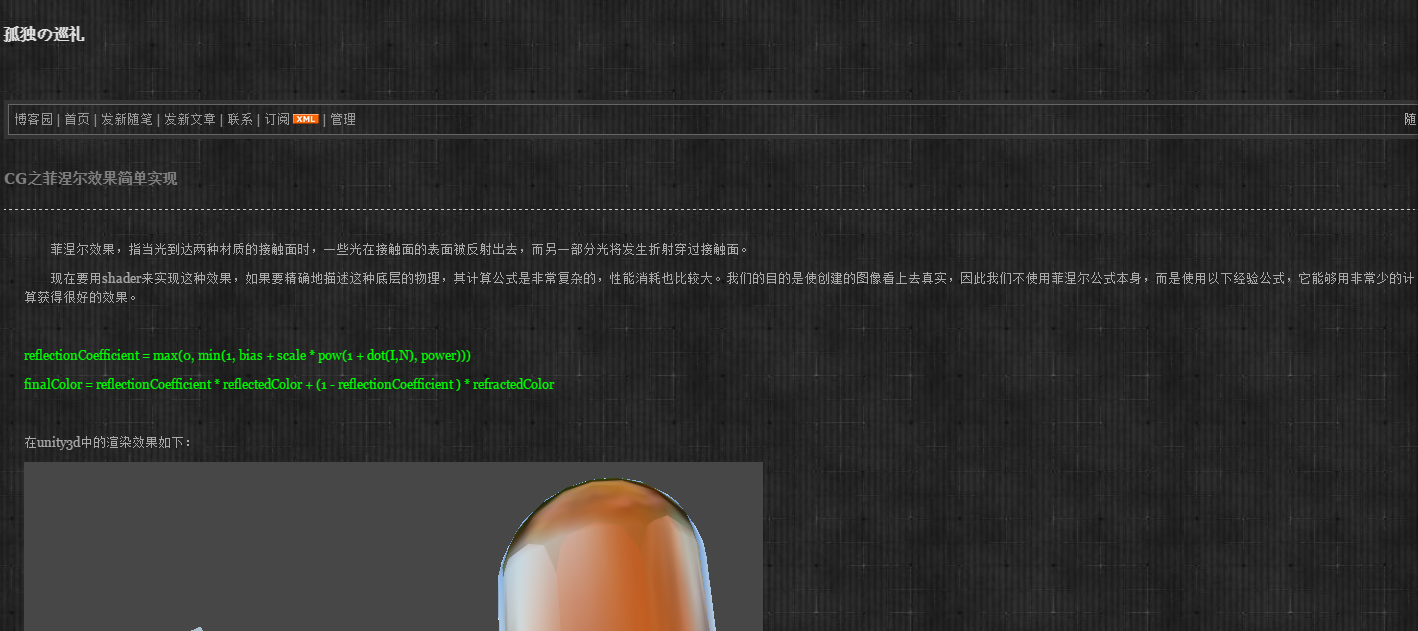 孤独の巡礼
博客园 | 首页 | 发新随笔 | 发新文章 | 联系 | 订阅 XML | 管理
随
CG之菲涅尔效果简单实现
菲涅尔效果，指当光到达两种材质的接触面时，一些光在接触面的表面被反射出去，而另一部分光将发生折射穿过接触面。
现在要用shader来实现这种效果，如果要精确地描述这种底层的物理，其计算公式是非常复杂的，性能消耗也比较大。我们的目的是使创建的图像看上去真实，因此我们不使用菲涅尔公式本身，而是使用以下经验公式，它能够用非常少的计
算获得很好的效果。
reflectionCoefficient = max(0, min(1, bias + scale * pow(1 + dot(I,N), power)))
finalColor = reflectionCoefficient * reflectedColor + (1 - reflectionCoefficient ) * refractedColor
在unity3d中的渲染效果如下：